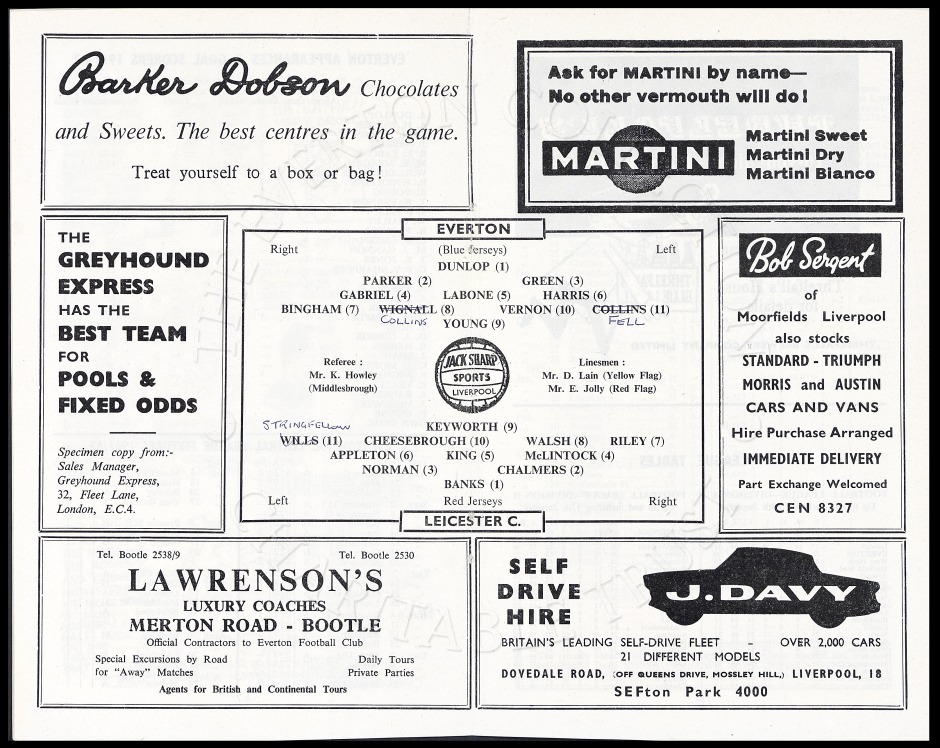 Barker Dobson Chocolates
and Sweets. The best centres in the game.
Treat yourself to a box or bag!
Ask for MARTINI by name—
No other vermouth will do!
MARTINI
Martini Sweet
Martini Dry
Martini Bianco
THE
GREYHOUND
EXPRESS
HAS THE
BEST TEAM
FOR
POOLS &
FIXED ODDS
Specimen copy from:-
Sales Manager,
Greyhound Express,
32, Fleet Lane,
London, E.C.4.
EVERTON
Right (Blue Jerseys) Left
DUNLOP (1)
PARKER (2) GREEN (3)
GABRIEL (4) LABONE (5) HARRIS (6)
BINGHAM (7) WIGNALL (8) VERNON (10) COLLINS (11)
COLLINS YOUNG (9) FELL
Referee :
Mr. K. Howley
(Middlesbrough)
JACK SHARP
SPORTS
LIVERPOOL
Linesmen :
Mr. D. Lain (Yellow Flag)
Mr. E. Jolly (Red Flag)
STRINGFELLOW KEYWORTH (9)
WILLS (11) CHEESEBROUGH (10) WALSH (8) RILEY (7)
APPLETON (6) KING (5) McLINTOCK (4)
NORMAN (3) CHALMERS (2)
BANKS (1)
Left Red Jerseys Right
LEICESTER C.
Bob Sergent
of
Moorfields Liverpool
also stocks
STANDARD - TRIUMPH
MORRIS and AUSTIN
CARS AND VANS
Hire Purchase Arranged
IMMEDIATE DELIVERY
Part Exchange Welcomed
CEN 8327
Tel. Bootle 2538/9 Tel. Bootle 2530
LAWRENSON'S
LUXURY COACHES
MERTON ROAD - BOOTLE
Official Contractors to Everton Football Club
Special Excursions by Road Daily Tours
for "Away" Matches Private Parties
Agents for British and Continental Tours
SELF
DRIVE
HIRE
J. DAVY
BRITAIN'S LEADING SELF-DRIVE FLEET - OVER 2,000 CARS
21 DIFFERENT MODELS
DOVEDALE ROAD, (OFF QUEENS DRIVE, MOSSLEY HILL,) LIVERPOOL, 18
SEFton Park 4000